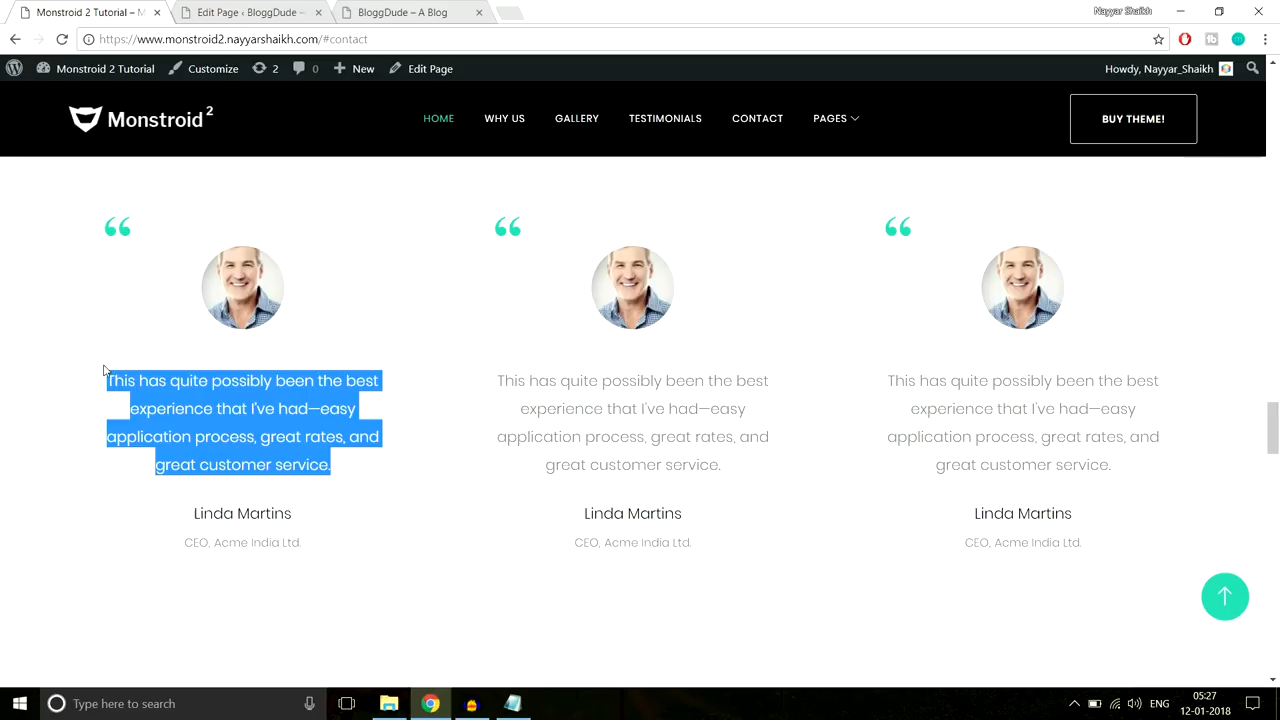 Monstroid 2 Tutorial – M
Edit Page ‹ BloggDude —
BloggDude – A Blog
Nayyar Shaikh
https://www.monstroid2.nayyarshaikh.com/#contact
Monstroid 2 Tutorial
Customize
2
0
New
Edit Page
Howdy, Nayyar_Shaikh
Monstroid 2
HOME
WHY US
GALLERY
TESTIMONIALS
CONTACT
PAGES
BUY THEME!
“
This has quite possibly been the best
experience that I've had—easy
application process, great rates, and
great customer service.
Linda Martins
CEO, Acme India Ltd.
“
This has quite possibly been the best
experience that I've had—easy
application process, great rates, and
great customer service.
Linda Martins
CEO, Acme India Ltd.
“
This has quite possibly been the best
experience that I've had—easy
application process, great rates, and
great customer service.
Linda Martins
CEO, Acme India Ltd.
Type here to search
ENG
05:27
12-01-2018